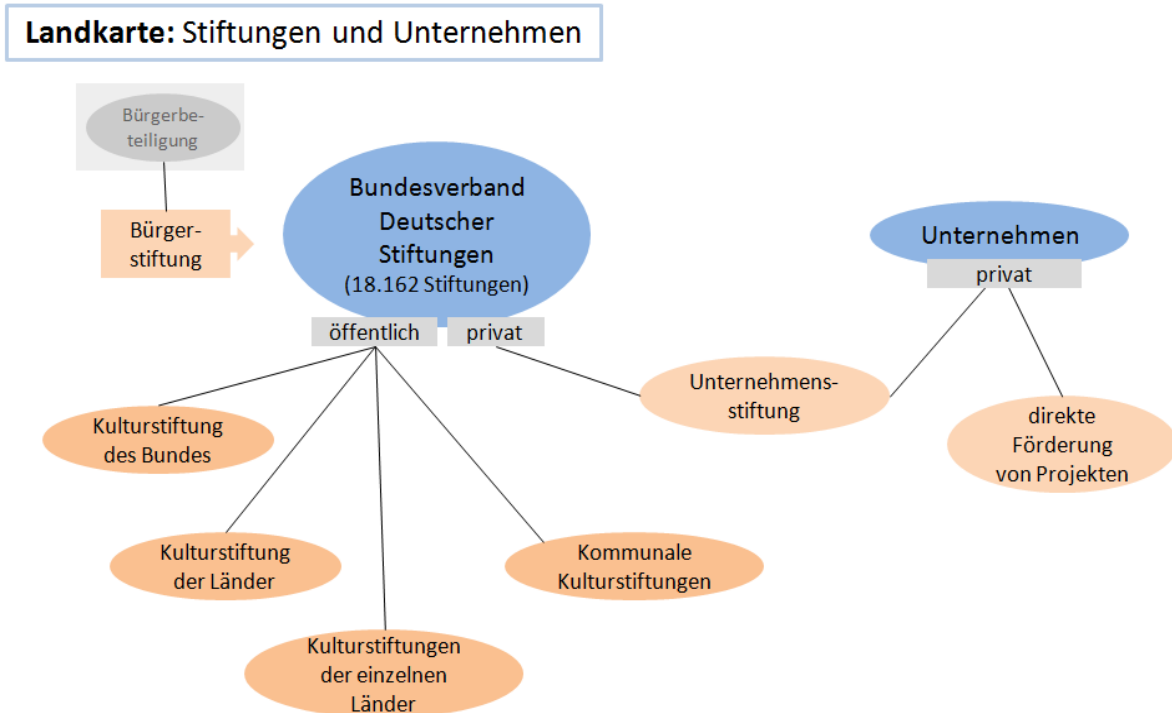 Landkarte: Stiftungen und Unternehmen
Bürgerbe-
teiligung
Bürger-
stiftung
Bundesverband
Deutscher
Stiftungen
(18.162 Stiftungen)
öffentlich
privat
Unternehmen
privat
Unternehmens-
stiftung
direkte
Förderung
von Projekten
Kulturstiftung
des Bundes
Kulturstiftung
der Länder
Kommunale
Kulturstiftungen
Kulturstiftungen
der einzelnen
Länder